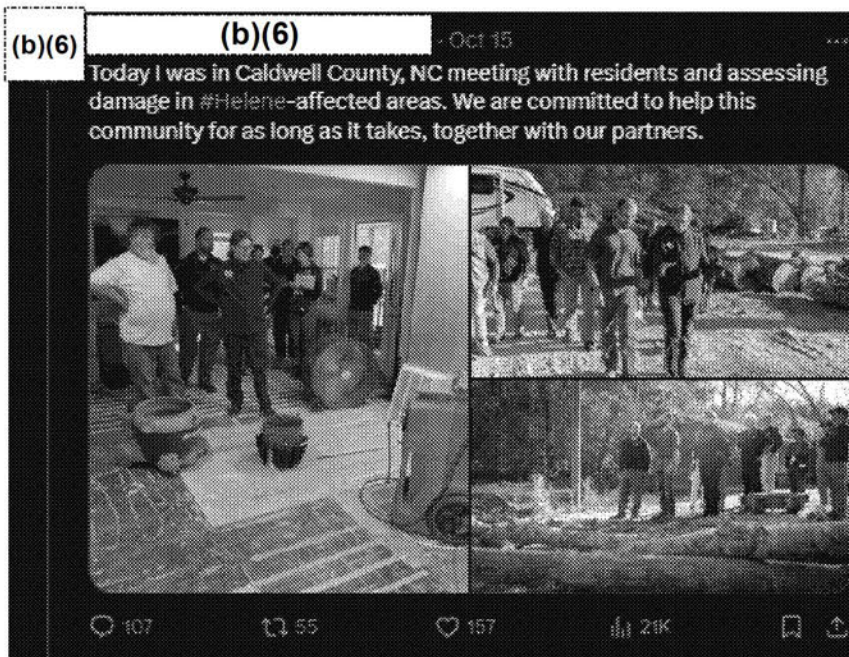 (b)(6)
(b)(6)
· Oct 15
Today I was in Caldwell County, NC meeting with residents and assessing
damage in #Helene-affected areas. We are committed to help this
community for as long as it takes, together with our partners.
107 55 157 21K